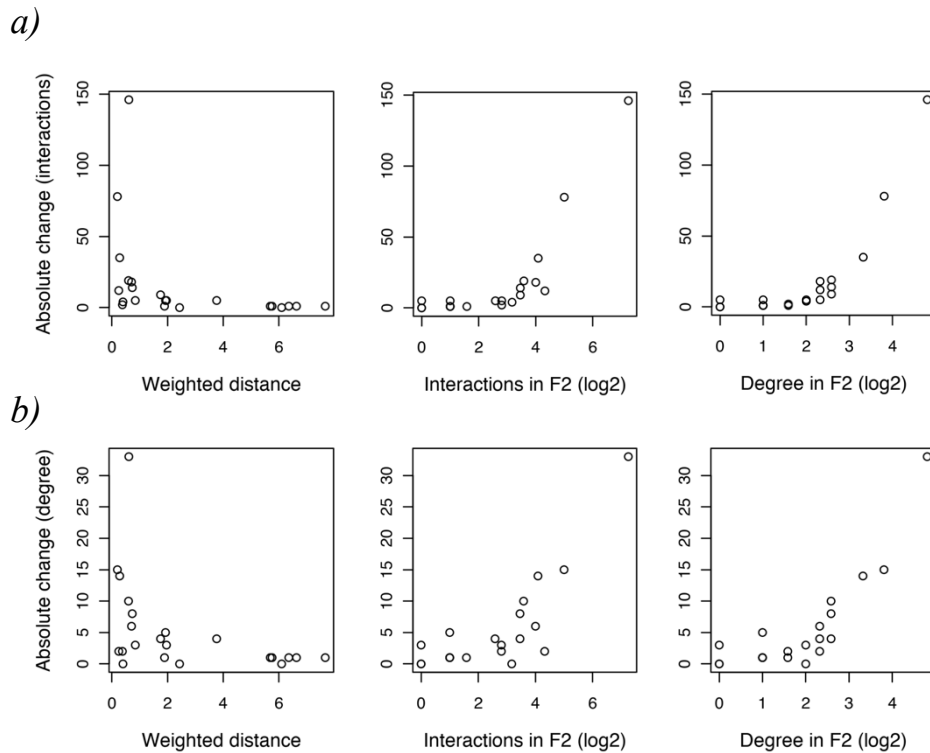 a)
Absolute change (interactions)
0 50 100 150
0 2 4 6
Weighted distance
0 50 100 150
0 2 4 6
Interactions in F2 (log2)
0 50 100 150
0 1 2 3 4
Degree in F2 (log2)
b)
Absolute change (degree)
0 5 10 15 20 25 30
0 2 4 6
Weighted distance
0 5 10 15 20 25 30
0 2 4 6
Interactions in F2 (log2)
0 5 10 15 20 25 30
0 1 2 3 4
Degree in F2 (log2)